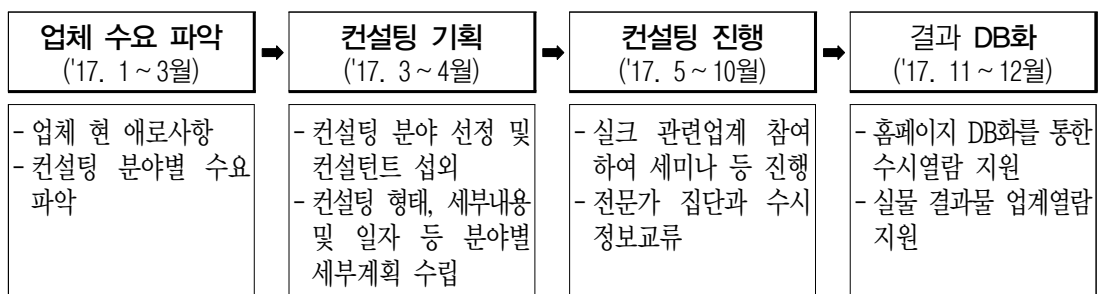 업체 수요 파악
('17. 1～3월)
➡
컨설팅 기획
('17. 3～4월)
➡
컨설팅 진행
('17. 5～10월)
➡
결과 DB화
('17. 11～12월)
- 업체 현 애로사항
- 컨설팅 분야별 수요
파악
- 컨설팅 분야 선정 및
컨설턴트 섭외
- 컨설팅 형태, 세부내용
및 일자 등 분야별
세부계획 수립
- 실크 관련업계 참여
하여 세미나 등 진행
- 전문가 집단과 수시
정보교류
- 홈페이지 DB화를 통한
수시열람 지원
- 실물 결과물 업계열람
지원